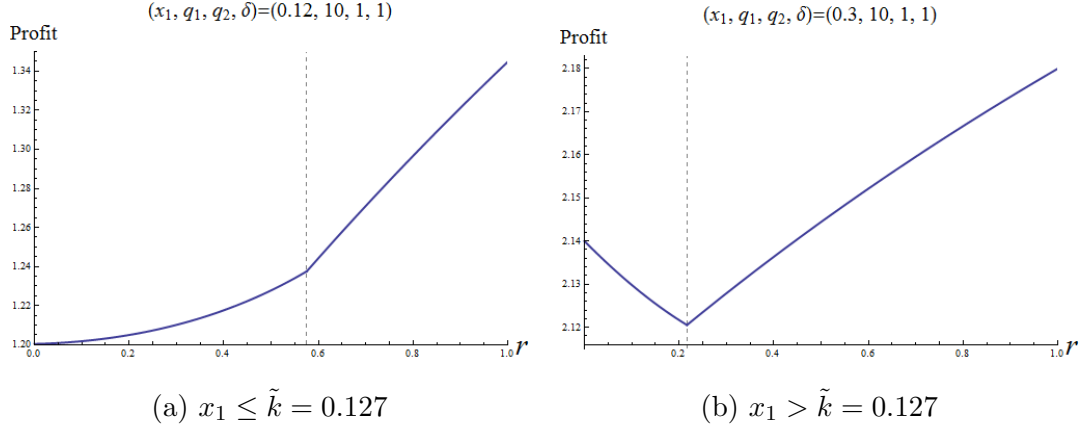 (x₁, q₁, q₂, δ)=(0.12, 10, 1, 1)
Profit
1.34
1.32
1.30
1.28
1.26
1.24
1.22
1.20
0.0 0.2 0.4 0.6 0.8 1.0 r
(a) x₁ ≤ k̃ = 0.127
(x₁, q₁, q₂, δ)=(0.3, 10, 1, 1)
Profit
2.18
2.17
2.16
2.15
2.14
2.13
2.12
0.2 0.4 0.6 0.8 1.0 r
(b) x₁ > k̃ = 0.127